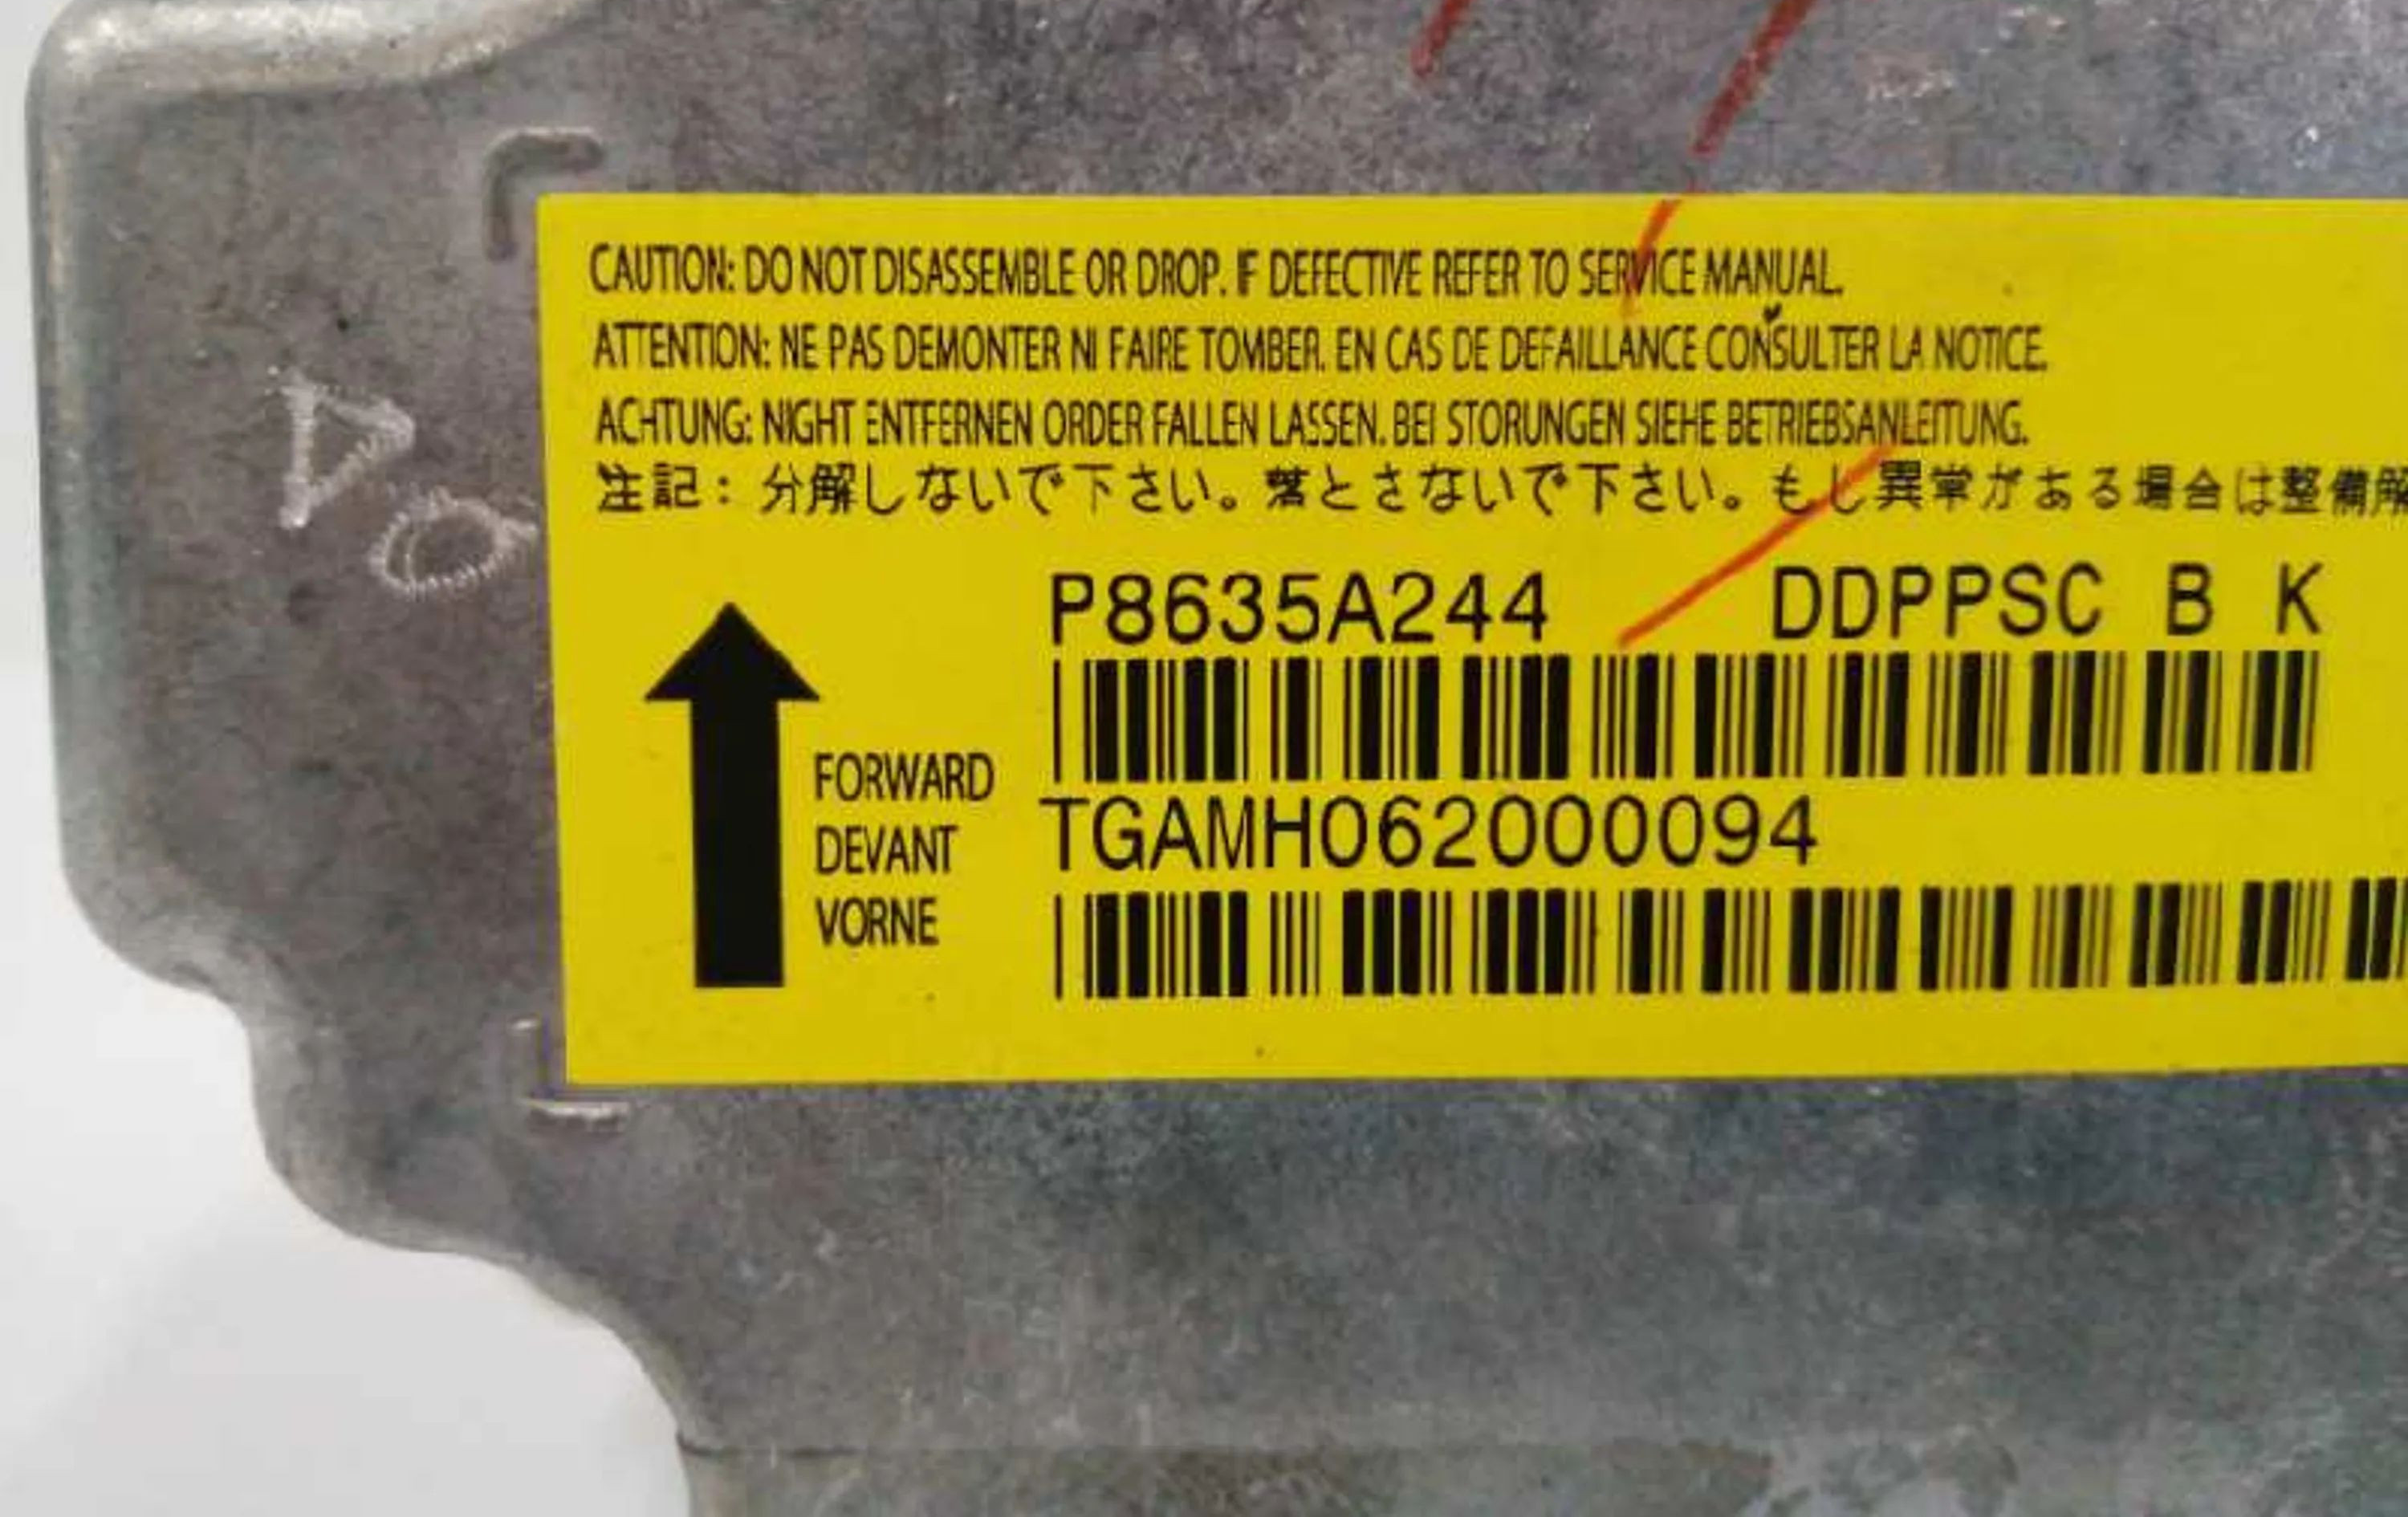 CAUTION: DO NOT DISASSEMBLE OR DROP. IF DEFECTIVE REFER TO SERVICE MANUAL.
ATTENTION: NE PAS DEMONTER NI FAIRE TOMBER. EN CAS DE DEFAILLANCE CONSULTER LA NOTICE.
ACHTUNG: NIGHT ENTFERNEN ORDER FALLEN LASSEN. BEI STORUNGEN SIEHE BETRIEBSANLEITUNG.
注記：分解しないで下さい。落とさないで下さい。もし異常がある場合は整備解
P8635A244 DDPPSC B K
FORWARD
DEVANT
VORNE
TGAMH062000094